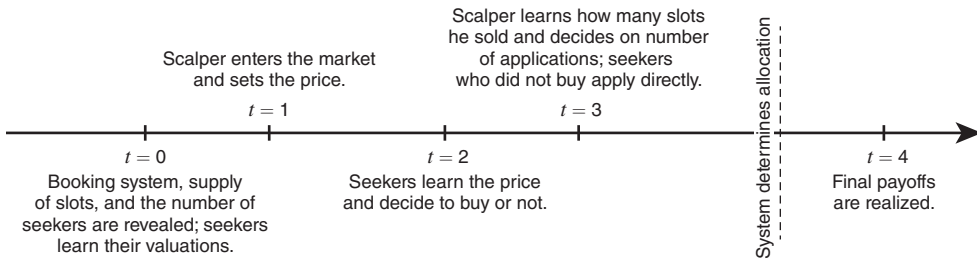 Scalper enters the market
and sets the price.
t = 1
Scalper learns how many slots
he sold and decides on number
of applications; seekers
who did not buy apply directly.
t = 3
t = 0
Booking system, supply
of slots, and the number of
seekers are revealed; seekers
learn their valuations.
t = 2
Seekers learn the price
and decide to buy or not.
System determines allocation
t = 4
Final payoffs
are realized.